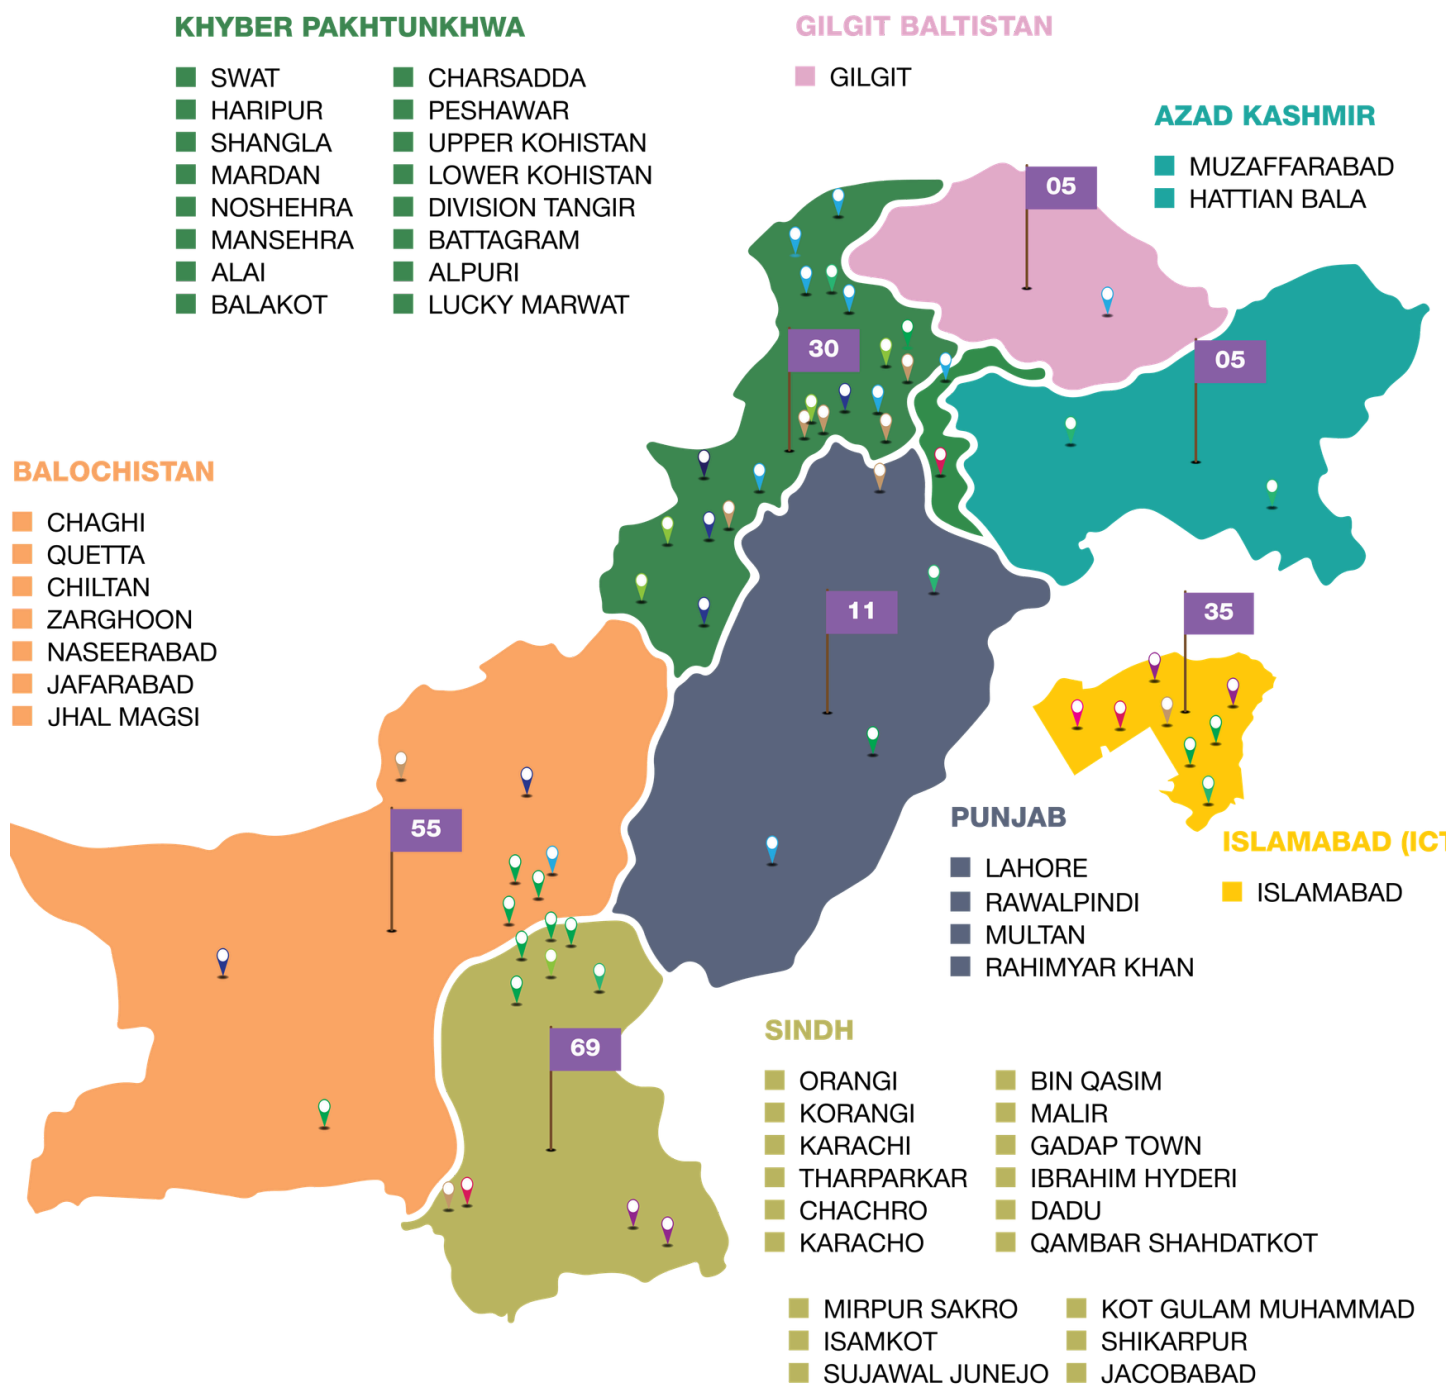 KHYBER PAKHTUNKHWA
SWAT
HARIPUR
SHANGLA
MARDAN
NOSHEHRA
MANSEHRA
ALAI
BALAKOT
CHARSADDA
PESHAWAR
UPPER KOHISTAN
LOWER KOHISTAN
DIVISION TANGIR
BATTAGRAM
ALPURI
LUCKY MARWAT
GILGIT BALTISTAN
GILGIT
AZAD KASHMIR
MUZAFFARABAD
HATTIAN BALA
05
30
05
BALOCHISTAN
CHAGHI
QUETTA
CHILTAN
ZARGHOON
NASEERABAD
JAFARABAD
JHAL MAGSI
11
35
55
PUNJAB
LAHORE
RAWALPINDI
MULTAN
RAHIMYAR KHAN
ISLAMABAD (ICT
ISLAMABAD
69
SINDH
ORANGI
KORANGI
KARACHI
THARPARKAR
CHACHRO
KARACHO
BIN QASIM
MALIR
GADAP TOWN
IBRAHIM HYDERI
DADU
QAMBAR SHAHDATKOT
MIRPUR SAKRO
ISAMKOT
SUJAWAL JUNEJO
KOT GULAM MUHAMMAD
SHIKARPUR
JACOBABAD